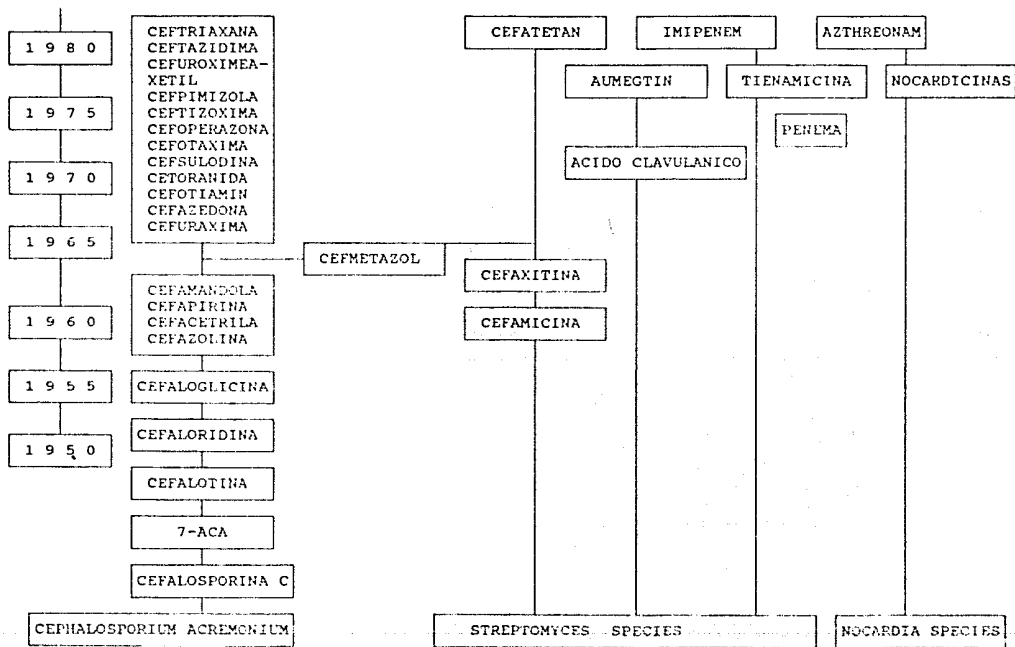 1 9 8 0
1 9 7 5
1 9 7 0
1 9 6 5
1 9 6 0
1 9 5 5
1 9 5 0
CEFTRIAXANA
CEFTAZIDIMA
CEFUROXIMEA-
XETIL
CEFPIMIZOLA
CEFTIZOXIMA
CEFOPERAZONA
CEFOTAXIMA
CEFSULODINA
CETORANIDA
CEFOTIAMIN
CEFAZEDONA
CEFURAXIMA
CEFAMANDOLA
CEFAPIRINA
CEFACETRILA
CEFAZOLINA
CEFALOGLICINA
CEFALORIDINA
CEFALOTINA
7-ACA
CEFALOSPORINA C
CEPHALOSPORIUM ACREMONIUM
CEFMETAZOL
CEFATETAN
CEFAXITINA
CEFAMICINA
AUMEGTIN
ACIDO CLAVULANICO
IMIPENEM
TIENAMICINA
PENEMA
STREPTOMYCES SPECIES
AZTHREONAM
NOCARDICINAS
NOCARDIA SPECIES